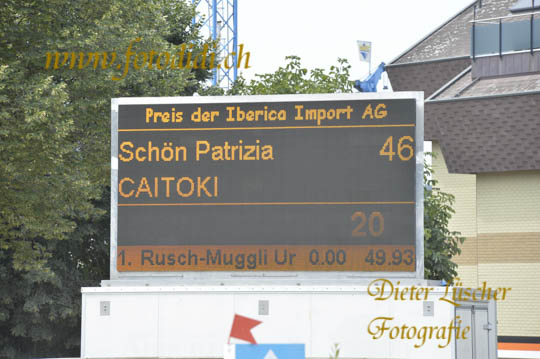 www.fotodidi.ch
Preis der Iberica Import AG
Schön Patrizia 46
CAITOKI
20
1. Rusch-Muggli Ur 0.00 49.93
Dieter Lüscher
Fotografie